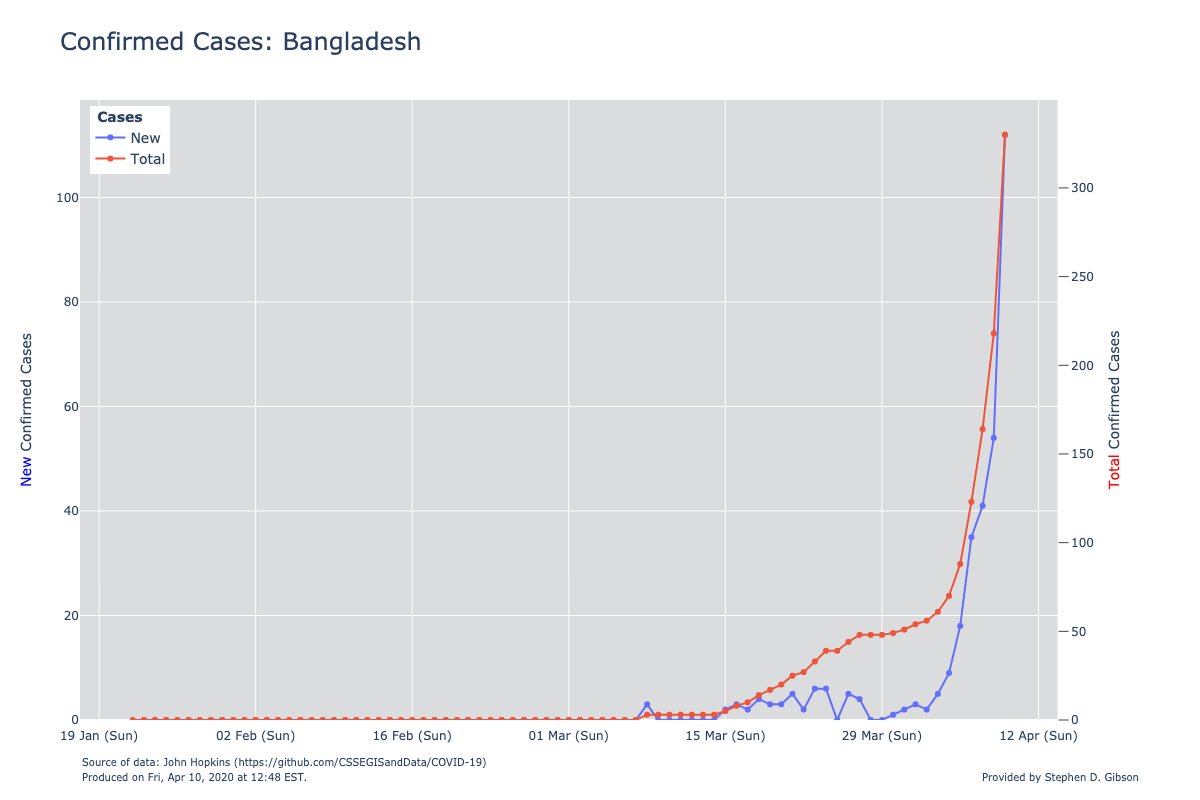 Confirmed Cases: Bangladesh
Cases
New
Total
100
80
60
40
20
0
New Confirmed Cases
300
250
200
150
100
50
0
Total Confirmed Cases
19 Jan (Sun) 02 Feb (Sun) 16 Feb (Sun) 01 Mar (Sun) 15 Mar (Sun) 29 Mar (Sun) 12 Apr (Sun)
Source of data: John Hopkins (https://github.com/CSSEGISandData/COVID-19)
Produced on Fri, Apr 10, 2020 at 12:48 EST.
Provided by Stephen D. Gibson